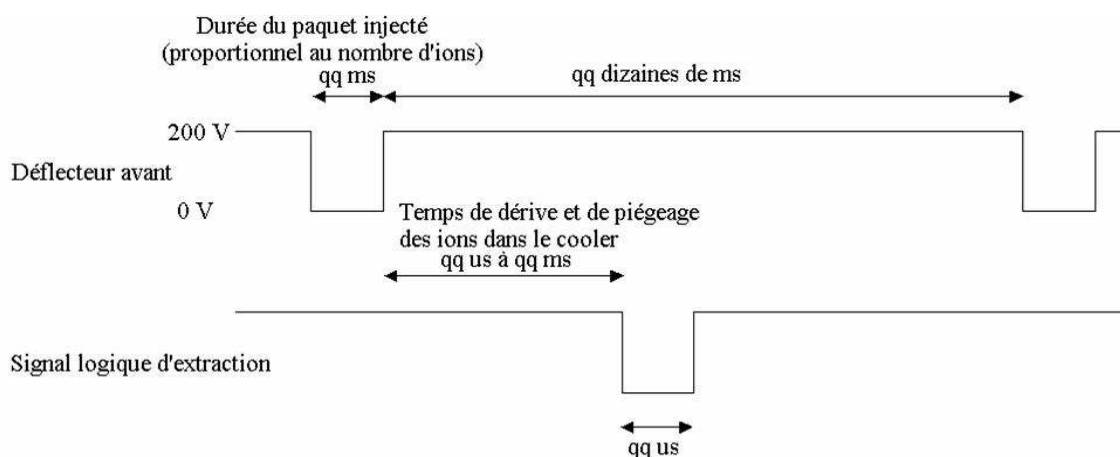 Durée du paquet injecté
(proportionnel au nombre d'ions)
qq ms
qq dizaines de ms
200 V
Déflecteur avant
0 V
Temps de dérive et de piégeage
des ions dans le cooler
qq us à qq ms
Signal logique d'extraction
qq us